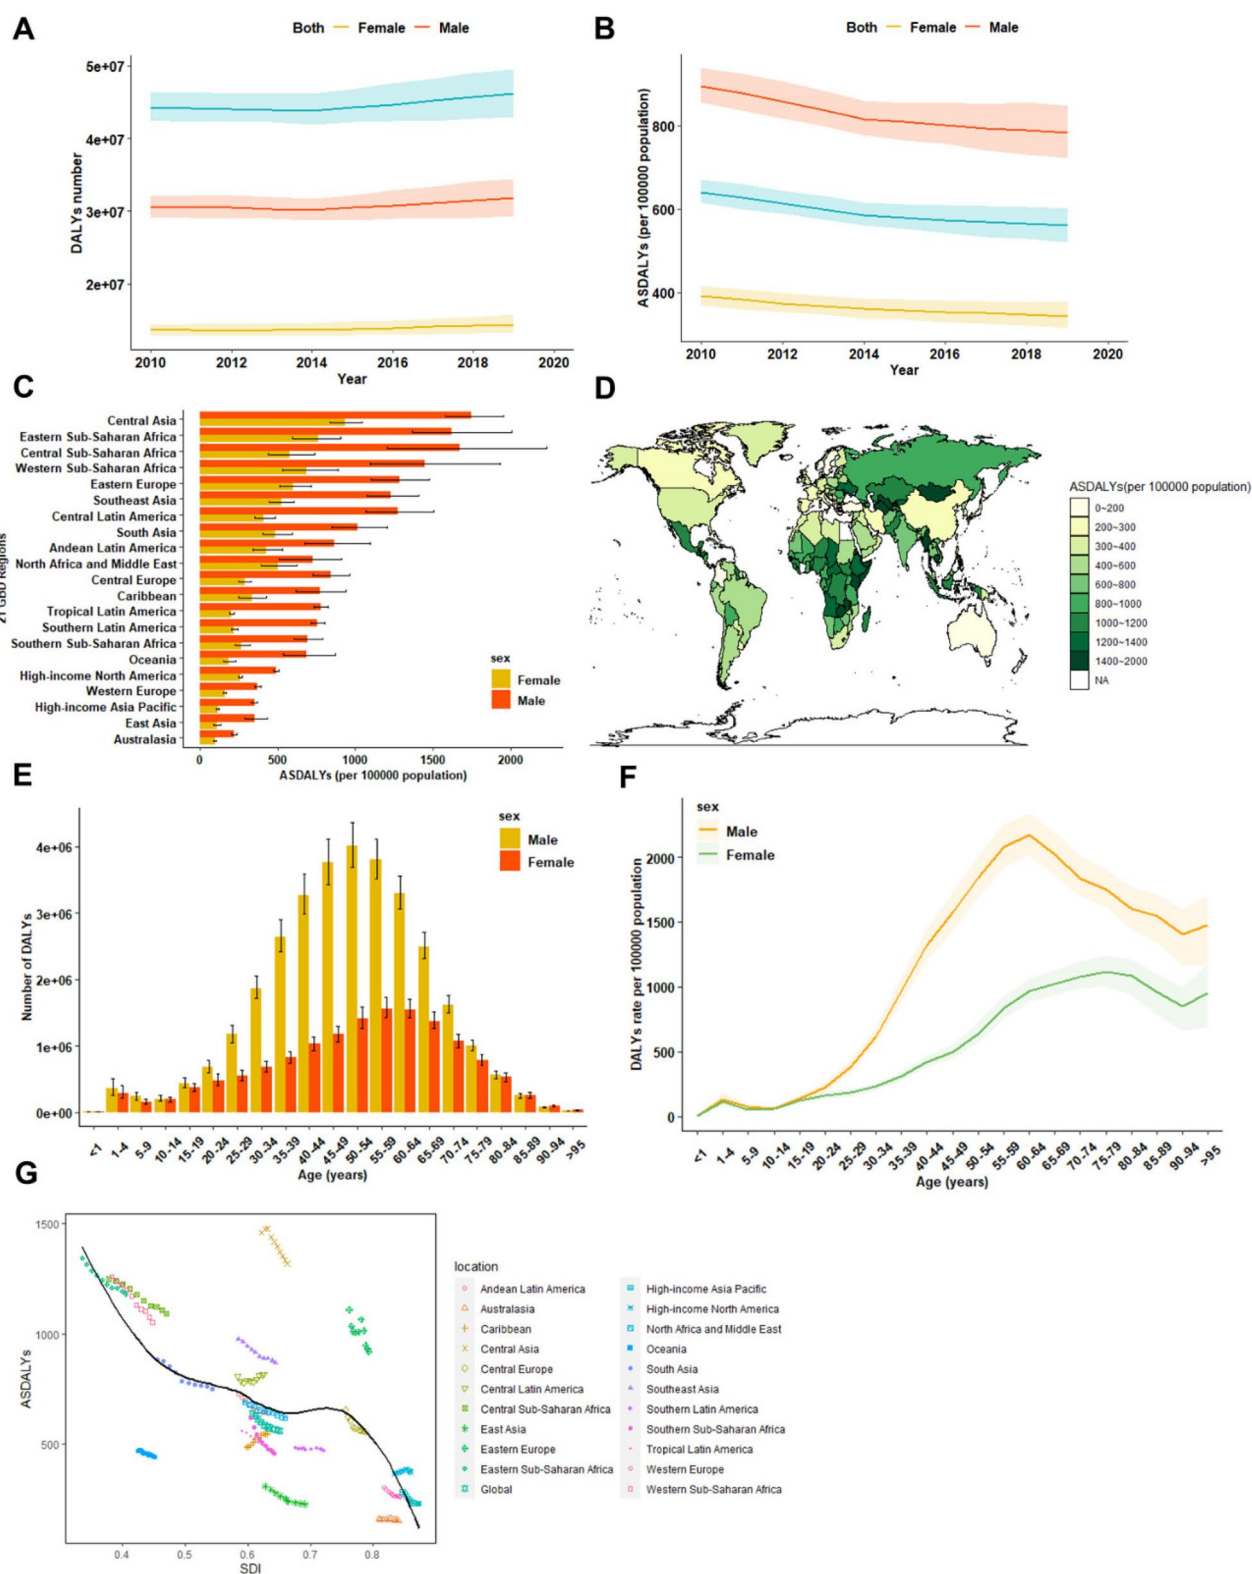 A
Both Female Male
5e+07
4e+07
3e+07
2e+07
DALYs number
2010 2012 2014 2016 2018 2020
Year
B
Both Female Male
800
600
400
ASDALYs (per 100000 population)
2010 2012 2014 2016 2018 2020
Year
C
21 GBD Regions
Central Asia
Eastern Sub-Saharan Africa
Central Sub-Saharan Africa
Western Sub-Saharan Africa
Eastern Europe
Southeast Asia
Central Latin America
South Asia
Andean Latin America
North Africa and Middle East
Central Europe
Caribbean
Tropical Latin America
Southern Latin America
Southern Sub-Saharan Africa
Oceania
High-income North America
Western Europe
High-income Asia Pacific
East Asia
Australasia
sex
Female
Male
0 500 1000 1500 2000
ASDALYs (per 100000 population)
D
ASDALYs(per 100000 population)
0~200
200~300
300~400
400~600
600~800
800~1000
1000~1200
1200~1400
1400~2000
NA
E
sex
Male
Female
4e+06
3e+06
2e+06
1e+06
0e+00
Number of DALYs
<1 1-4 5-9 10-14 15-19 20-24 25-29 30-34 35-39 40-44 45-49 50-54 55-59 60-64 65-69 70-74 75-79 80-84 85-89 90-94 >95
Age (years)
F
sex
Male
Female
2000
1500
1000
500
0
DALYs rate per 100000 population
<1 1-4 5-9 10-14 15-19 20-24 25-29 30-34 35-39 40-44 45-49 50-54 55-59 60-64 65-69 70-74 75-79 80-84 85-89 90-94 >95
Age (years)
G
1500
1000
500
ASDALYs
0.4 0.5 0.6 0.7 0.8
SDI
location
Andean Latin America
Australasia
Caribbean
Central Asia
Central Europe
Central Latin America
Central Sub-Saharan Africa
East Asia
Eastern Europe
Eastern Sub-Saharan Africa
Global
High-income Asia Pacific
High-income North America
North Africa and Middle East
Oceania
South Asia
Southeast Asia
Southern Latin America
Southern Sub-Saharan Africa
Tropical Latin America
Western Europe
Western Sub-Saharan Africa